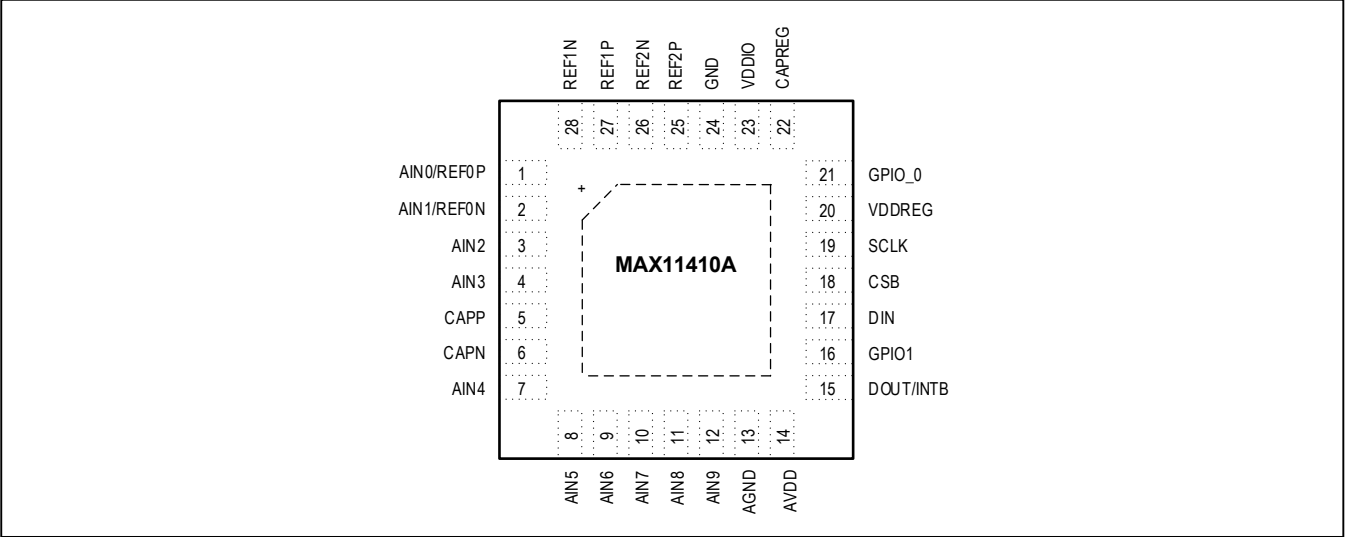 REF1N REF1P REF2N REF2P GND VDDIO CAPREG
28 27 26 25 24 23 22
AIN0/REF0P 1 21 GPIO_0
+
AIN1/REF0N 2 20 VDDREG
AIN2 3 19 SCLK
MAX11410A
AIN3 4 18 CSB
CAPP 5 17 DIN
CAPN 6 16 GPIO1
AIN4 7 15 DOUT/INTB
8 9 10 11 12 13 14
AIN5 AIN6 AIN7 AIN8 AIN9 AGND AVDD